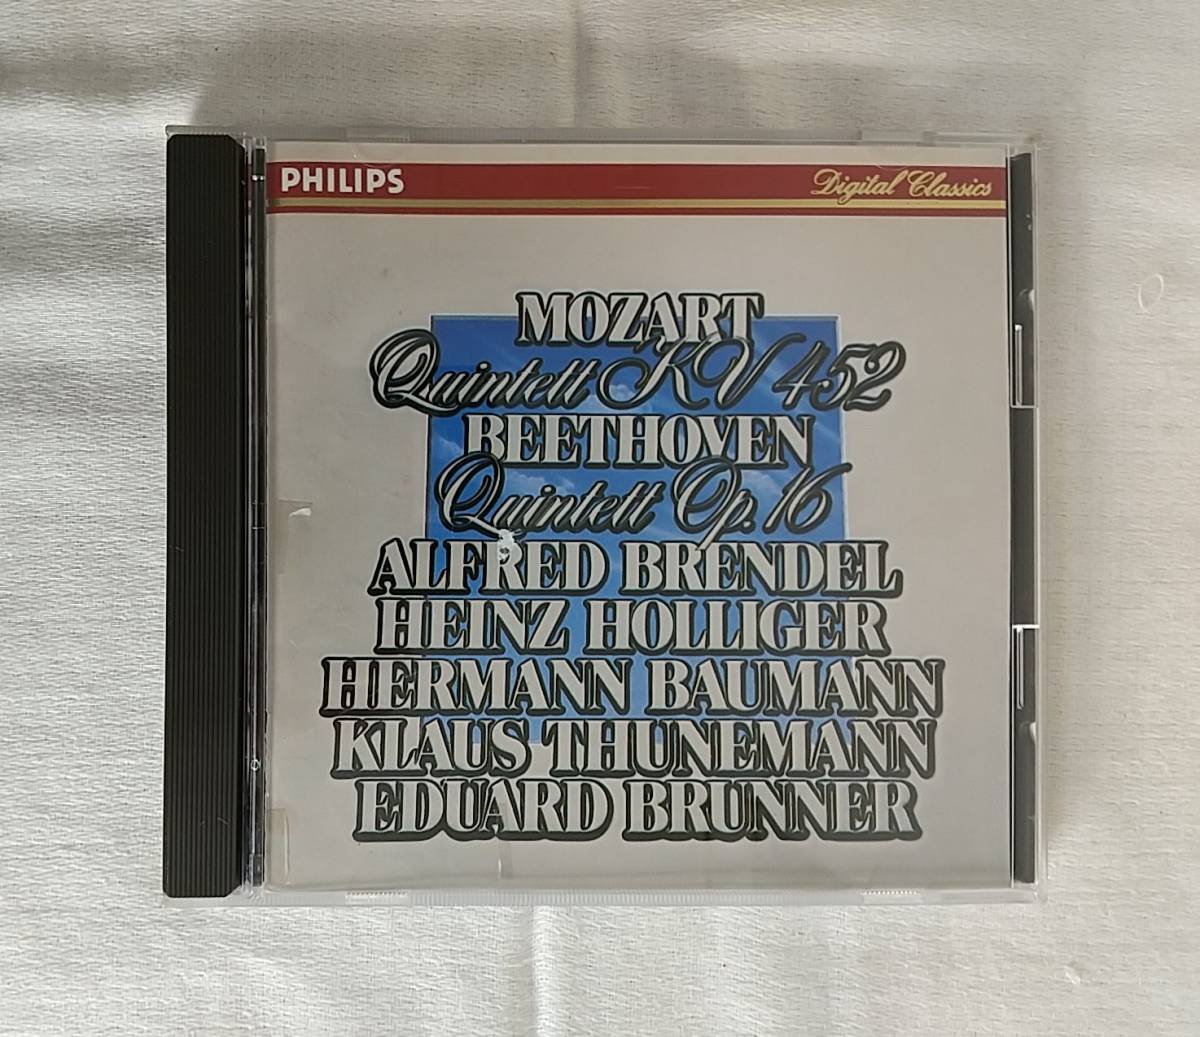 PHILIPS
Digital Classics
MOZART
Quintett KV 452
BEETHOVEN
Quintett Op. 16
ALFRED BRENDEL
HEINZ HOLLIGER
HERMANN BAUMANN
KLAUS THUNEMANN
EDUARD BRUNNER